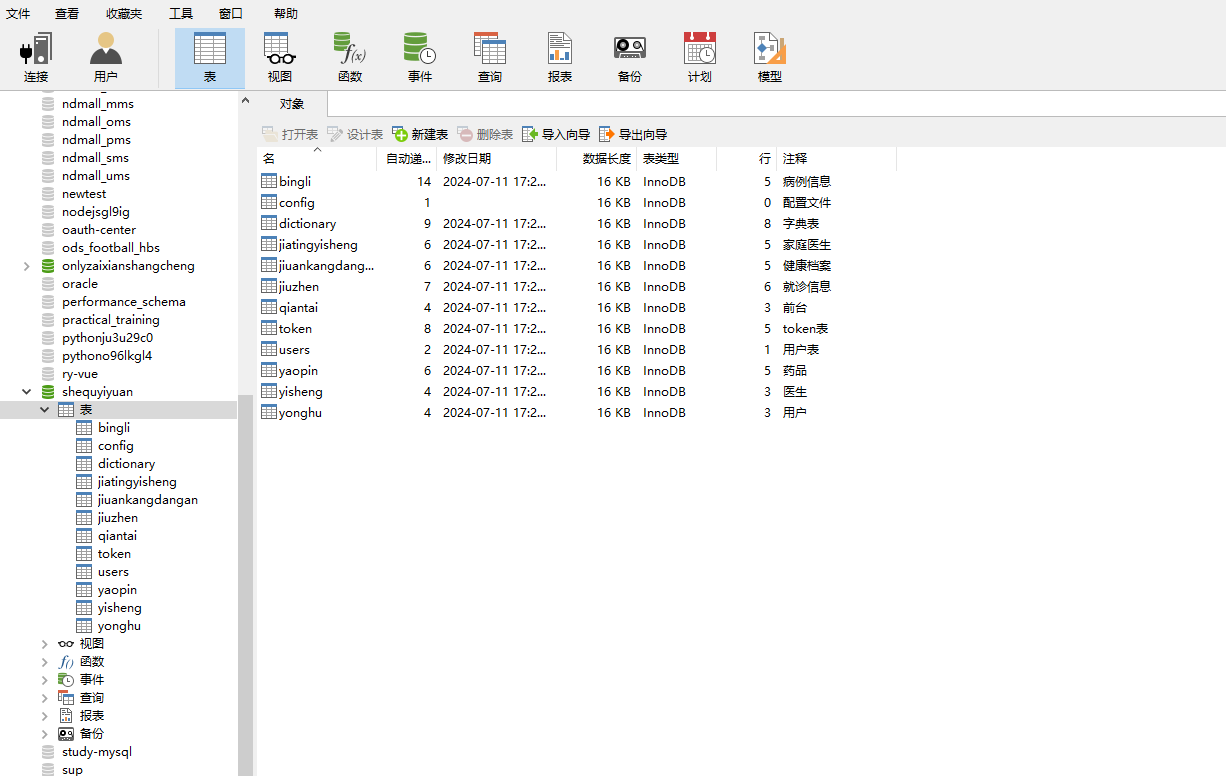 文件 查看 收藏夹 工具 窗口 帮助
连接 用户 表 视图 函数 事件 查询 报表 备份 计划 模型
ndmall_mms
ndmall_oms
ndmall_pms
ndmall_sms
ndmall_ums
newtest
nodejsgl9ig
oauth-center
ods_football_hbs
onlyzaixianshangcheng
oracle
performance_schema
practical_training
pythonju3u29c0
pythono96lkgl4
ry-vue
shequyiyuan
表
bingli
config
dictionary
jiatingyisheng
jiuankangdangan
jiuzhen
qiantai
token
users
yaopin
yisheng
yonghu
视图
函数
事件
查询
报表
备份
study-mysql
sup
对象
打开表 设计表 新建表 删除表 导入向导 导出向导
名 自动递... 修改日期 数据长度 表类型 行 注释
bingli 14 2024-07-11 17:2... 16 KB InnoDB 5 病例信息
config 1 16 KB InnoDB 0 配置文件
dictionary 9 2024-07-11 17:2... 16 KB InnoDB 8 字典表
jiatingyisheng 6 2024-07-11 17:2... 16 KB InnoDB 5 家庭医生
jiuankangdang... 6 2024-07-11 17:2... 16 KB InnoDB 5 健康档案
jiuzhen 7 2024-07-11 17:2... 16 KB InnoDB 6 就诊信息
qiantai 4 2024-07-11 17:2... 16 KB InnoDB 3 前台
token 8 2024-07-11 17:2... 16 KB InnoDB 5 token表
users 2 2024-07-11 17:2... 16 KB InnoDB 1 用户表
yaopin 6 2024-07-11 17:2... 16 KB InnoDB 5 药品
yisheng 4 2024-07-11 17:2... 16 KB InnoDB 3 医生
yonghu 4 2024-07-11 17:2... 16 KB InnoDB 3 用户